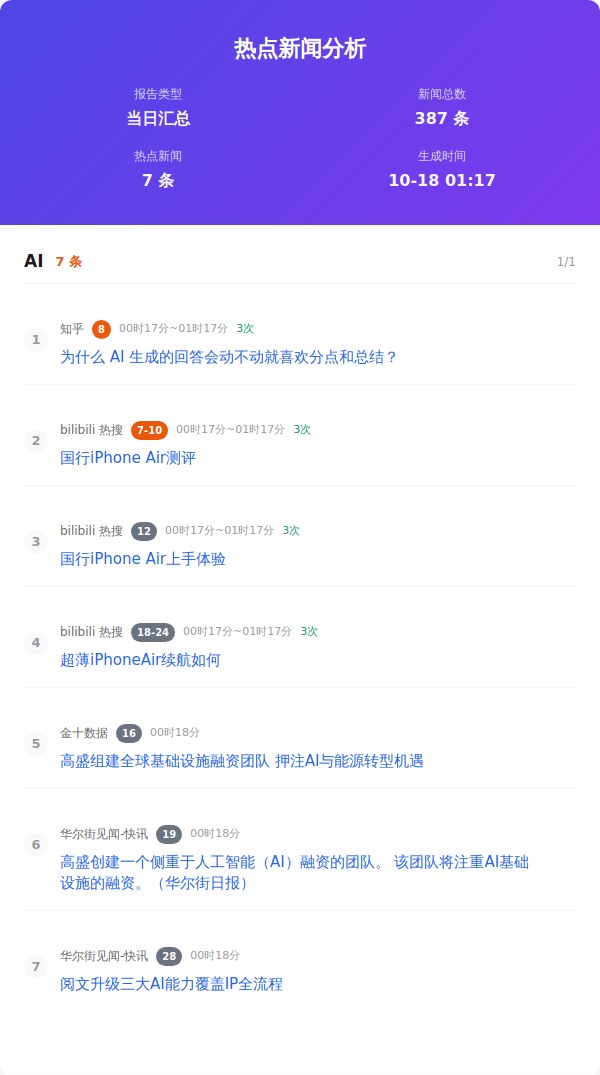 热点新闻分析
报告类型
新闻总数
当日汇总
387 条
热点新闻
生成时间
7 条
10-18 01:17
AI 7 条 1/1
1
知乎 8 00时17分~01时17分 3次
为什么 AI 生成的回答会动不动就喜欢分点和总结？
2
bilibili 热搜 7-10 00时17分~01时17分 3次
国行iPhone Air测评
3
bilibili 热搜 12 00时17分~01时17分 3次
国行iPhone Air上手体验
4
bilibili 热搜 18-24 00时17分~01时17分 3次
超薄iPhoneAir续航如何
5
金十数据 16 00时18分
高盛组建全球基础设施融资团队 押注AI与能源转型机遇
6
华尔街见闻-快讯 19 00时18分
高盛创建一个侧重于人工智能（AI）融资的团队。 该团队将注重AI基础
设施的融资。（华尔街日报）
7
华尔街见闻-快讯 28 00时18分
阅文升级三大AI能力覆盖IP全流程